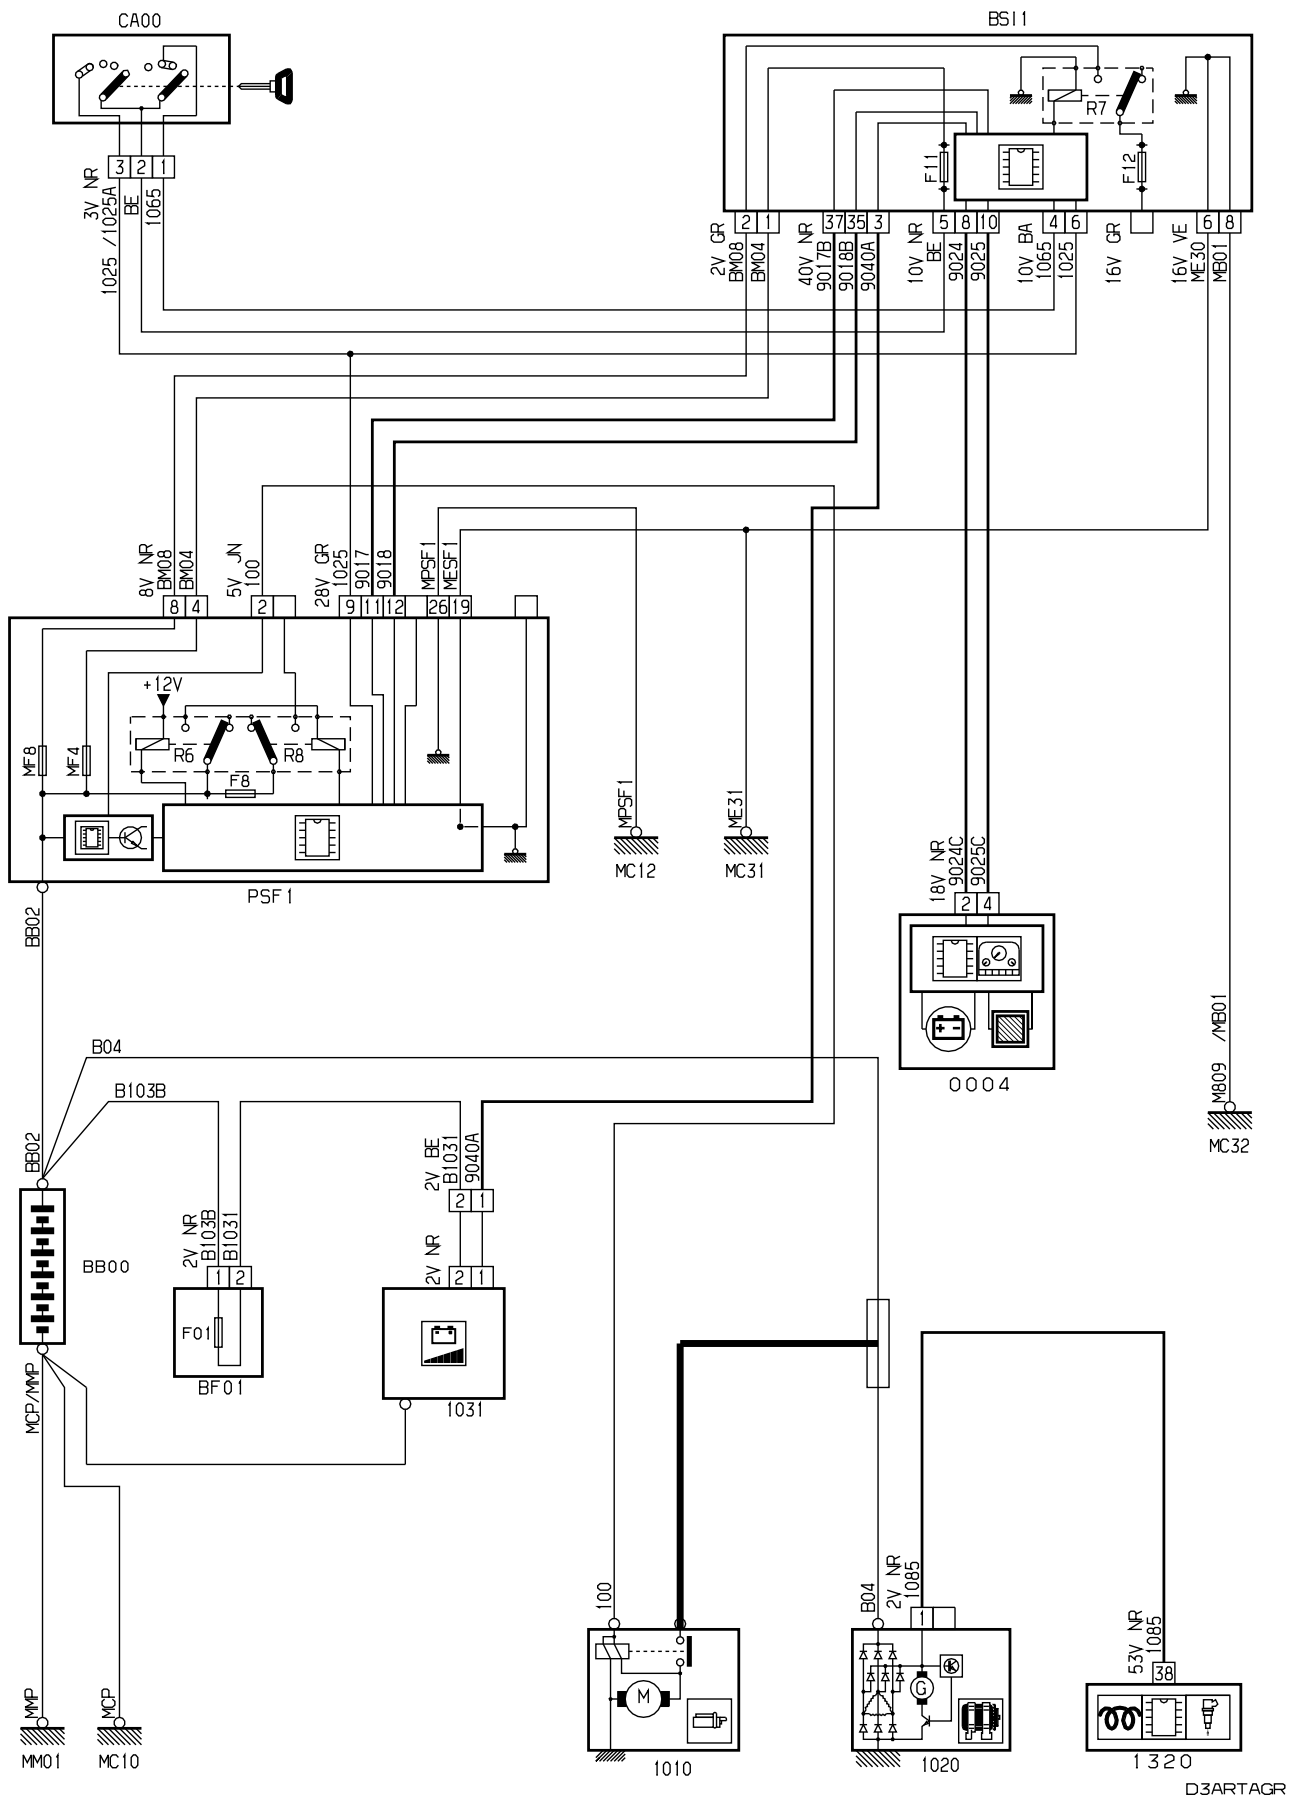 CA00
BSI1
R7
F11
F12
3 2 1
3V NR
1025 /1025A
BE
1065
2 1
37 35 3
5 8 10
4 6
6 8
2V GR
BM08
BM04
40V NR
9017B
9018B
9040A
10V NR
BE
9024
9025
10V BA
1065
1025
16V GR
16V VE
ME30
MB01
8V NR
BM08
BM04
5V JN
100
28V GR
1025
9017
9018
MPSF1
MESF1
8 4
2
9 11 12 26 19
+12V
R6
R8
MF8
MF4
F8
PSF1
MPSF1
MC12
ME31
MC31
18V NR
9024C
9025C
2 4
0004
M809 /MB01
MC32
BB02
B04
B103B
BB02
BB00
2V NR
B103B
B1031
1 2
F01
BF01
2V BE
B1031
9040A
2 1
2V NR
2 1
1031
MCP/MMP
MMP
MCP
MM01
MC10
100
M
1010
B04
2V NR
1085
1
G
1020
53V NR
1085
38
1320
D3ARTAGR